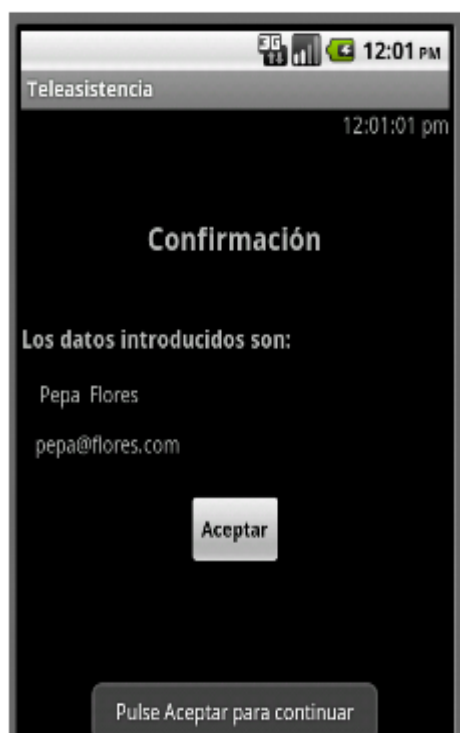 3G 12:01 PM
Teleasistencia
12:01:01 pm
Confirmación
Los datos introducidos son:
Pepa Flores
pepa@flores.com
Aceptar
Pulse Aceptar para continuar